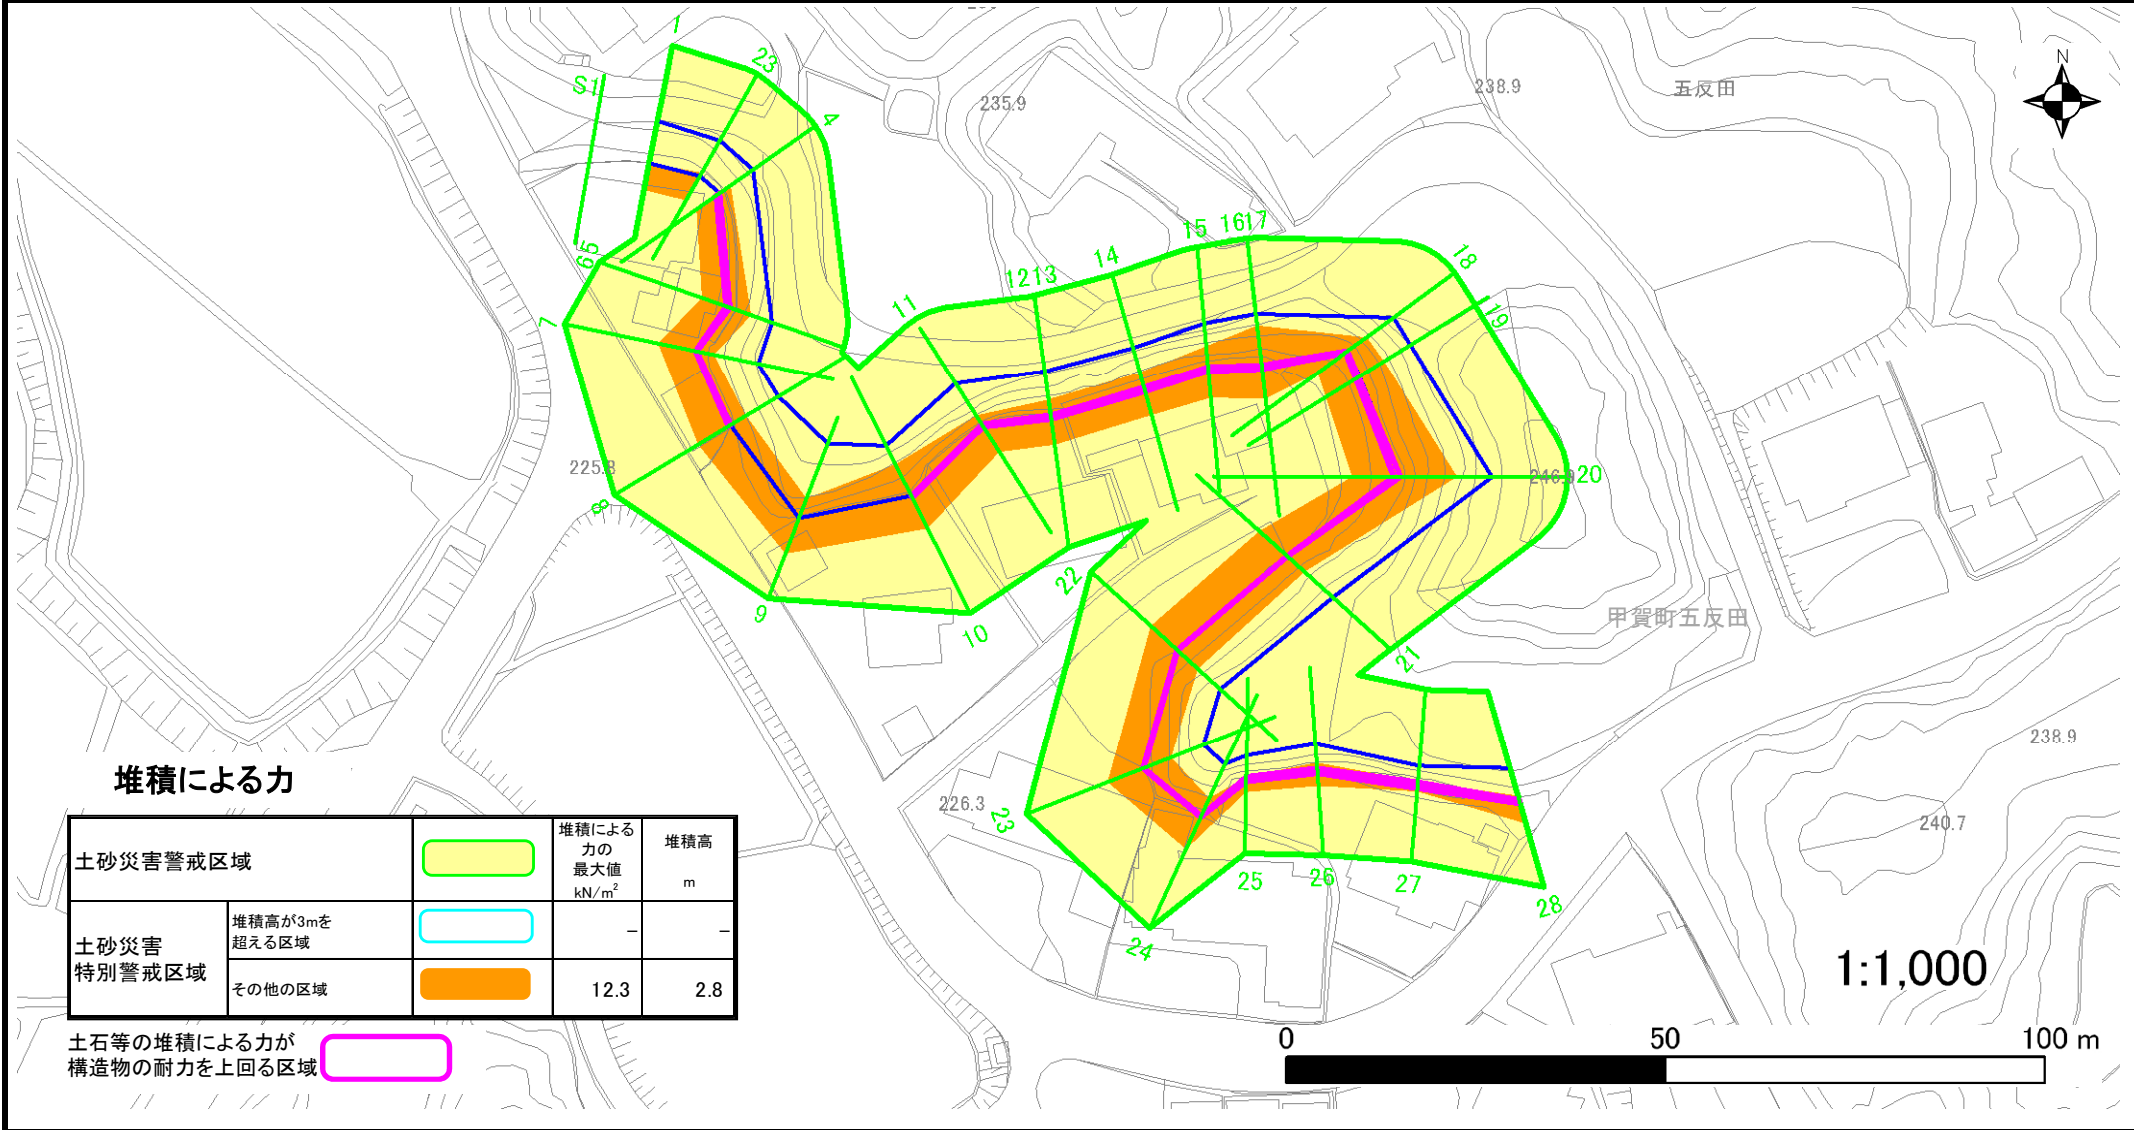 1
23
S1
4
N
235.9
238.9
五反田
65
7
11
1213
14
15
1617
18
19
225.8
8
246.9
20
9
10
22
甲賀町五反田
21
238.9
226.3
23
240.7
25
26
27
28
24
堆積による力
土砂災害警戒区域
堆積による
力の
最大値
kN/m²
堆積高
m
土砂災害
特別警戒区域
堆積高が3mを
超える区域
−
−
その他の区域
12.3
2.8
土石等の堆積による力が
構造物の耐力を上回る区域
1:1,000
0
50
100 m